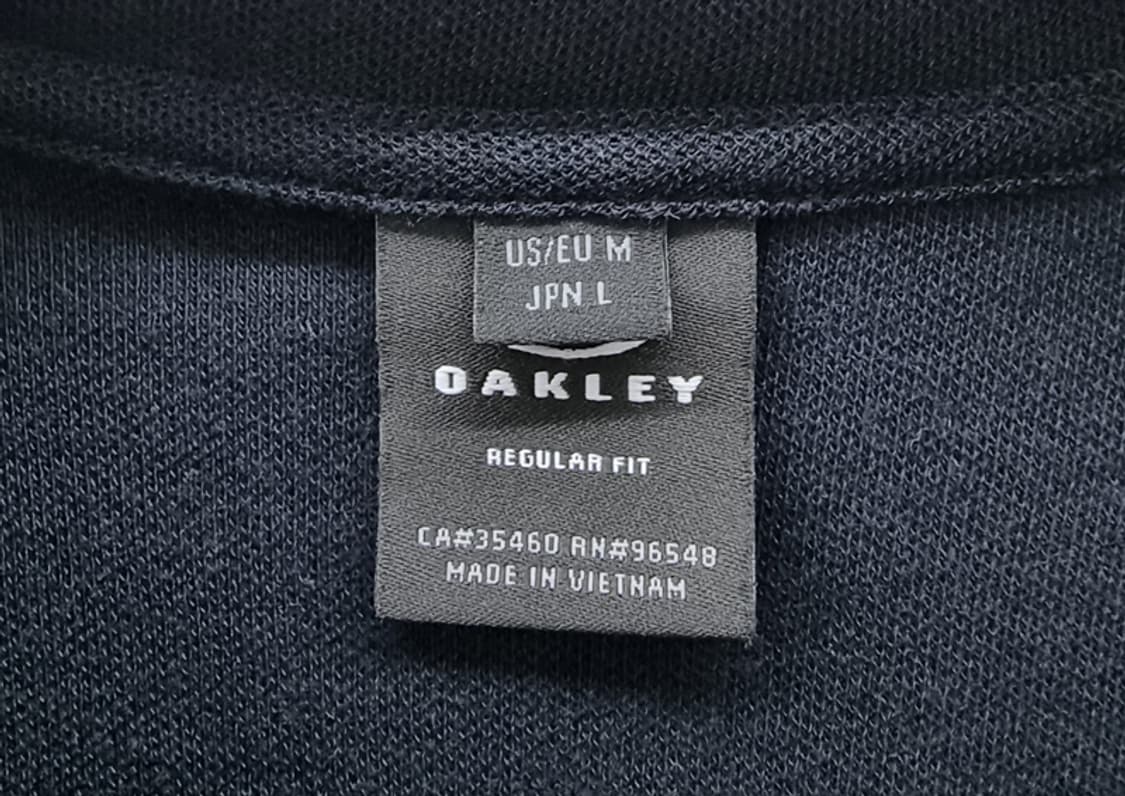 US/EU M
JPN L
OAKLEY
REGULAR FIT
CA#35460 RN#96548
MADE IN VIETNAM